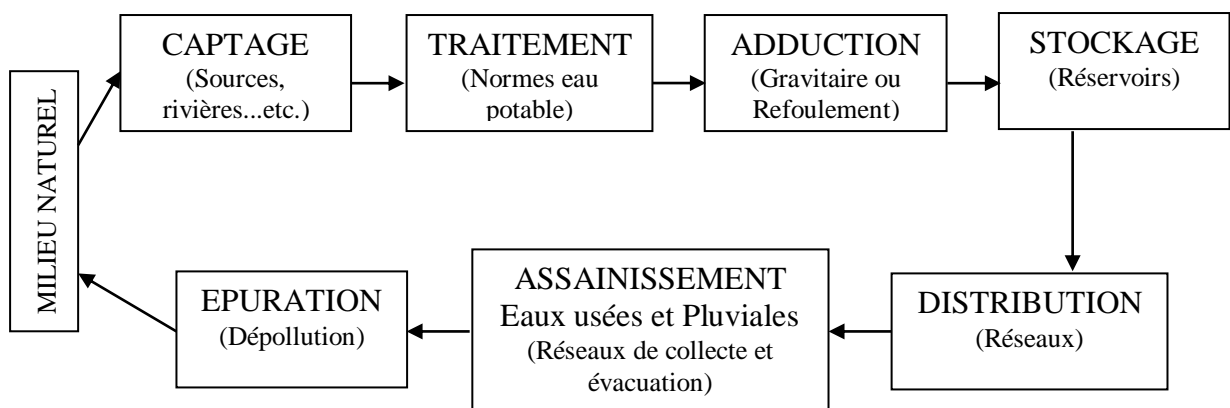 CAPTAGE
(Sources,
rivières...etc.)
TRAITEMENT
(Normes eau
potable)
ADDUCTION
(Gravitaire ou
Refoulement)
STOCKAGE
(Réservoirs)
MILIEU NATUREL
EPURATION
(Dépollution)
ASSAINISSEMENT
Eaux usées et Pluviales
(Réseaux de collecte et
évacuation)
DISTRIBUTION
(Réseaux)